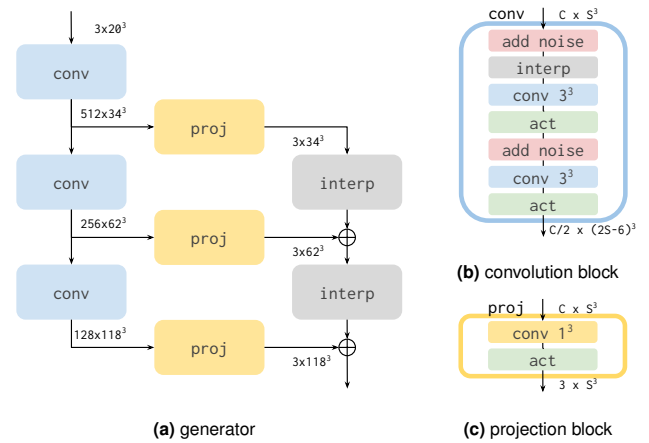 3x20³
conv
512x34³
proj
3x34³
conv
interp
256x62³
proj
3x62³
conv
interp
128x118³
proj
3x118³
(a) generator
conv
C x S³
add noise
interp
conv 3³
act
add noise
conv 3³
act
C/2 x (2S-6)³
(b) convolution block
proj
C x S³
conv 1³
act
3 x S³
(c) projection block